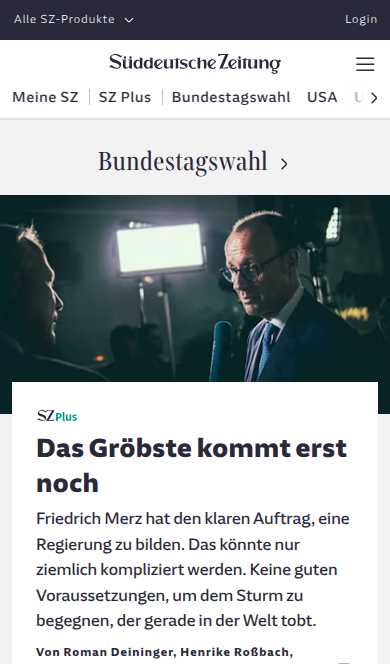 Alle SZ-Produkte
Login
Süddeutsche Zeitung
Meine SZ
SZ Plus
Bundestagswahl
USA
Bundestagswahl
SZ Plus
Das Gröbste kommt erst
noch
Friedrich Merz hat den klaren Auftrag, eine
Regierung zu bilden. Das könnte nur
ziemlich kompliziert werden. Keine guten
Voraussetzungen, um dem Sturm zu
begegnen, der gerade in der Welt tobt.
Von Roman Deininger, Henrike Roßbach,